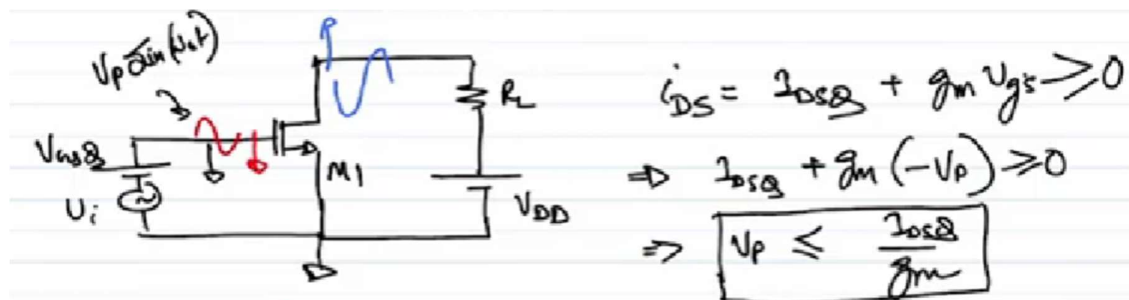 Vp sin(ω₀t)
VGSQ
vi
M1
RL
VDD
iDS = IDSQ + gm vgs ≥ 0
⇒ IDSQ + gm (-Vp) ≥ 0
⇒ Vp ≤ IDSQ / gm